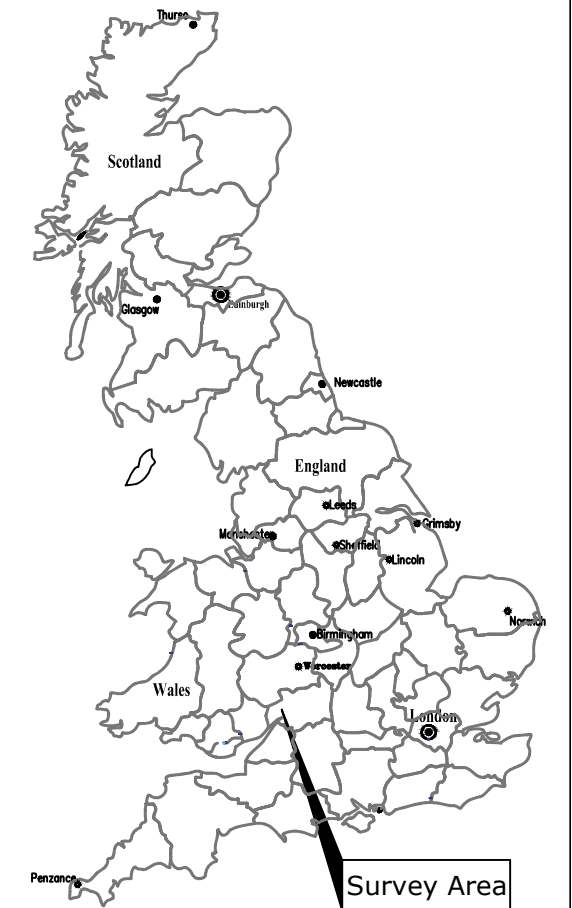 Thurso
Scotland
Glasgow
Edinburgh
Newcastle
England
Leeds
Grimsby
Manchester
Sheffield
Lincoln
Norwich
Birmingham
Worcester
Wales
London
Penzance
Survey Area